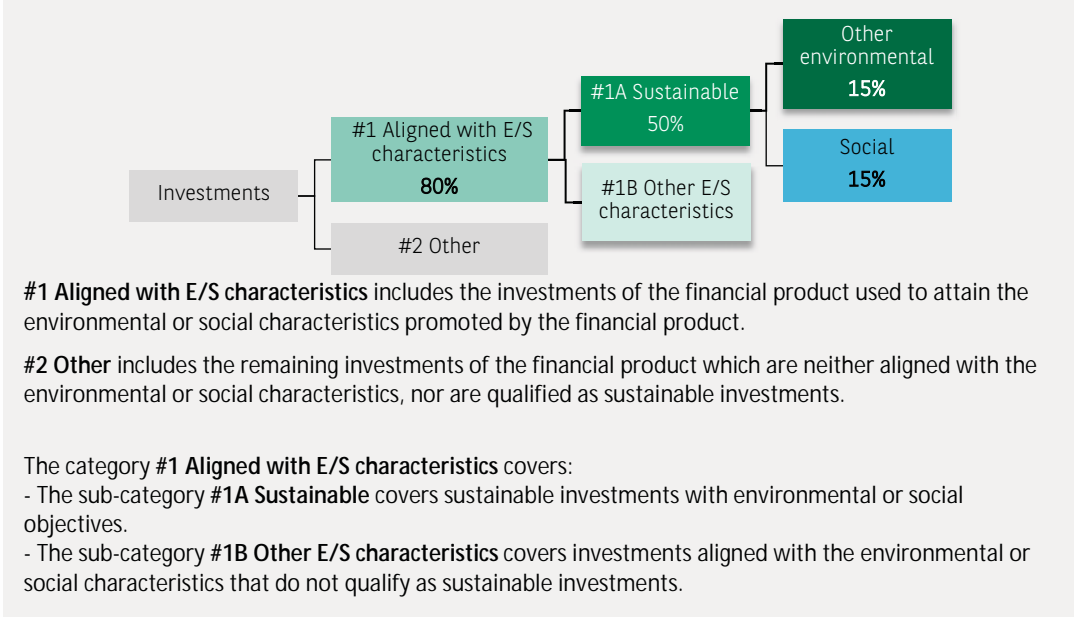 Other
environmental
15%
#1A Sustainable
50%
#1 Aligned with E/S
characteristics
80%
Social
15%
Investments
#1B Other E/S
characteristics
#2 Other
#1 Aligned with E/S characteristics includes the investments of the financial product used to attain the
environmental or social characteristics promoted by the financial product.
#2 Other includes the remaining investments of the financial product which are neither aligned with the
environmental or social characteristics, nor are qualified as sustainable investments.
The category #1 Aligned with E/S characteristics covers:
- The sub-category #1A Sustainable covers sustainable investments with environmental or social
objectives.
- The sub-category #1B Other E/S characteristics covers investments aligned with the environmental or
social characteristics that do not qualify as sustainable investments.